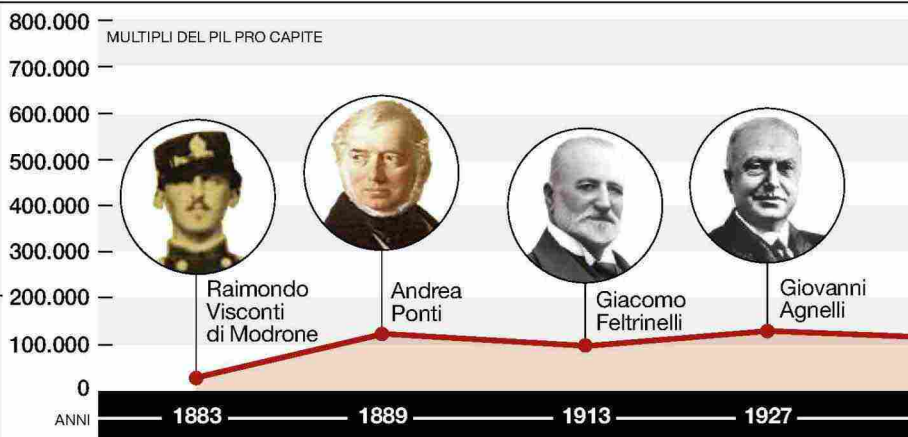 800.000
MULTIPLI DEL PIL PRO CAPITE
700.000
600.000
500.000
400.000
300.000
200.000
100.000
0
Raimondo
Visconti
di Modrone
Andrea
Ponti
Giacomo
Feltrinelli
Giovanni
Agnelli
ANNI 1883 1889 1913 1927